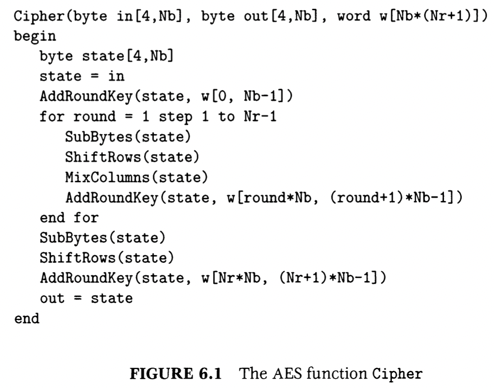 Cipher(byte in[4,Nb], byte out[4,Nb], word w[Nb*(Nr+1)])
begin
byte state[4,Nb]
state = in
AddRoundKey(state, w[0, Nb-1])
for round = 1 step 1 to Nr-1
SubBytes(state)
ShiftRows(state)
MixColumns(state)
AddRoundKey(state, w[round*Nb, (round+1)*Nb-1])
end for
SubBytes(state)
ShiftRows(state)
AddRoundKey(state, w[Nr*Nb, (Nr+1)*Nb-1])
out = state
end
FIGURE 6.1 The AES function Cipher